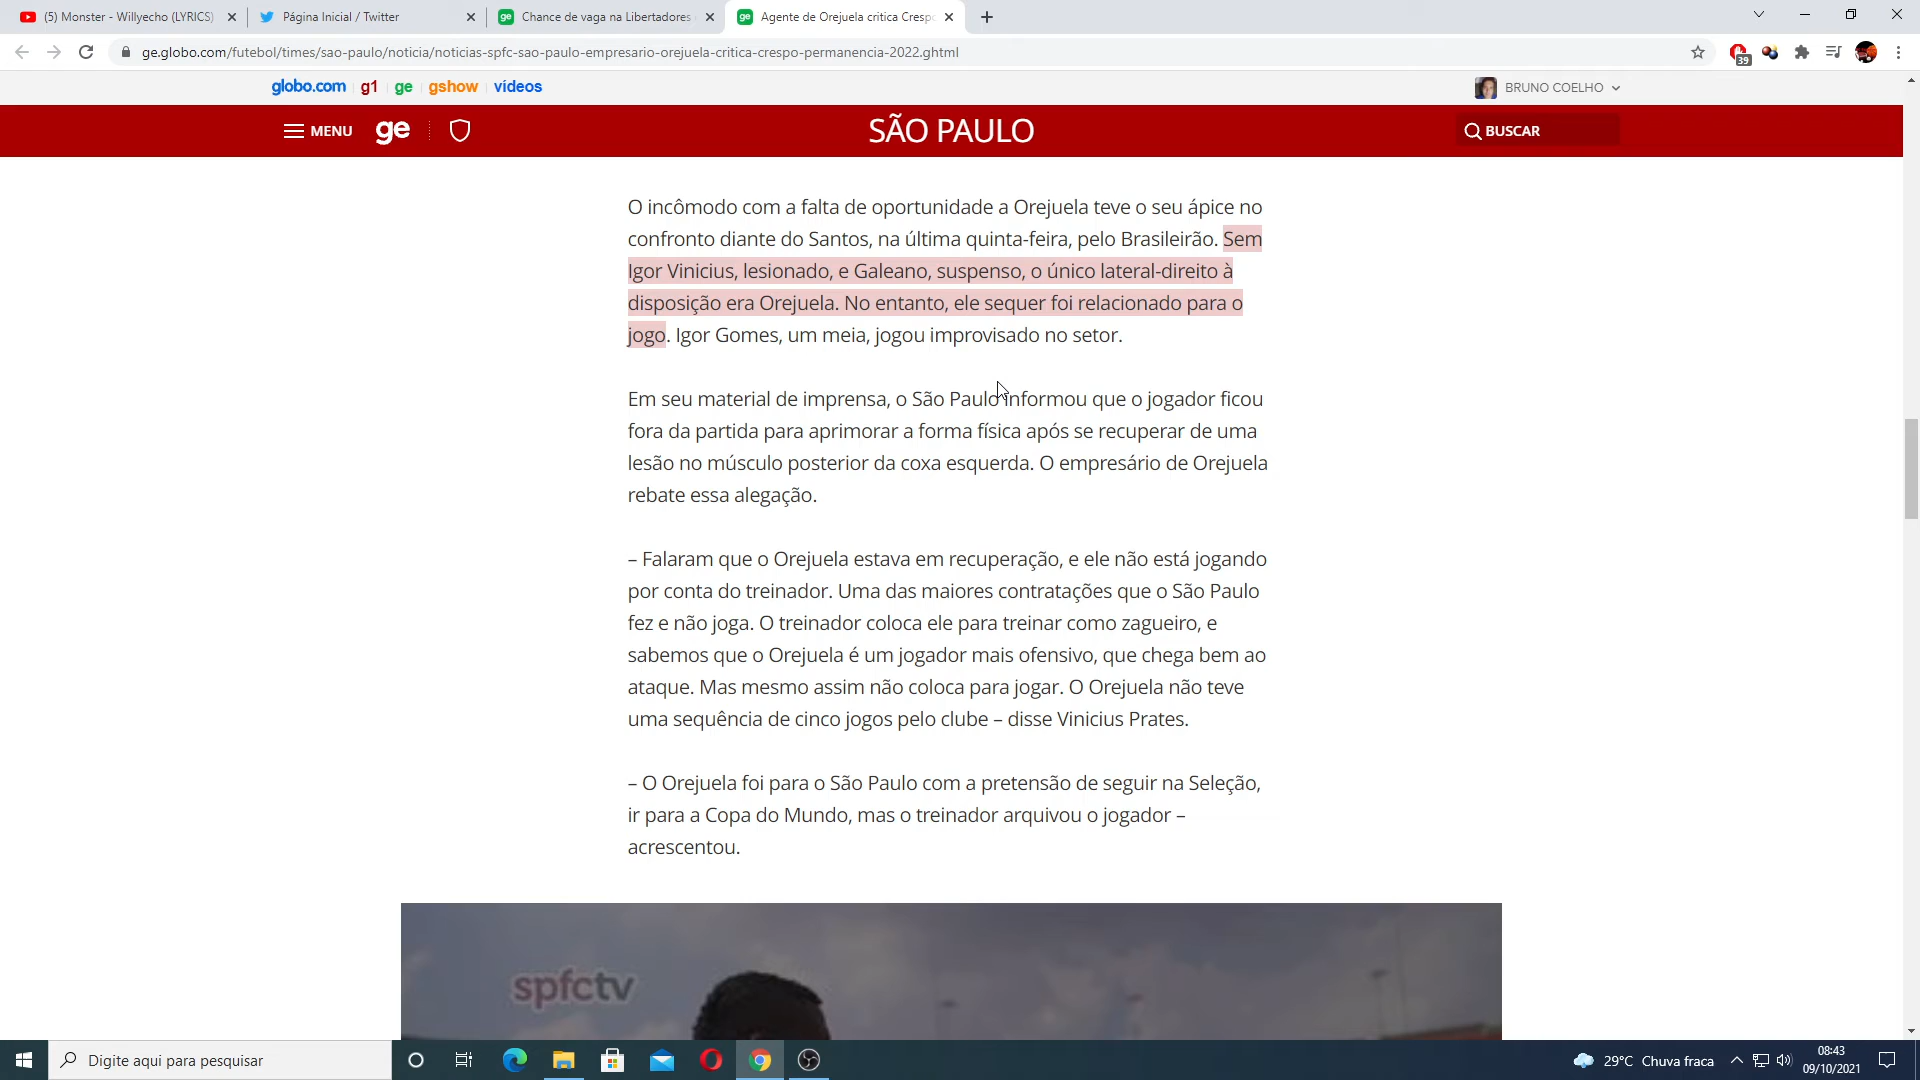 (5) Monster - Willyecho (LYRICS)
Página Inicial / Twitter
Chance de vaga na Libertadores
Agente de Orejuela critica Crespo
ge.globo.com/futebol/times/sao-paulo/noticia/noticias-spfc-sao-paulo-empresario-orejuela-critica-crespo-permanencia-2022.ghtml
39
globo.com g1 ge gshow vídeos
BRUNO COELHO
MENU ge
SÃO PAULO
BUSCAR
O incômodo com a falta de oportunidade a Orejuela teve o seu ápice no
confronto diante do Santos, na última quinta-feira, pelo Brasileirão. Sem
Igor Vinicius, lesionado, e Galeano, suspenso, o único lateral-direito à
disposição era Orejuela. No entanto, ele sequer foi relacionado para o
jogo. Igor Gomes, um meia, jogou improvisado no setor.
Em seu material de imprensa, o São Paulo informou que o jogador ficou
fora da partida para aprimorar a forma física após se recuperar de uma
lesão no músculo posterior da coxa esquerda. O empresário de Orejuela
rebate essa alegação.
– Falaram que o Orejuela estava em recuperação, e ele não está jogando
por conta do treinador. Uma das maiores contratações que o São Paulo
fez e não joga. O treinador coloca ele para treinar como zagueiro, e
sabemos que o Orejuela é um jogador mais ofensivo, que chega bem ao
ataque. Mas mesmo assim não coloca para jogar. O Orejuela não teve
uma sequência de cinco jogos pelo clube – disse Vinicius Prates.
– O Orejuela foi para o São Paulo com a pretensão de seguir na Seleção,
ir para a Copa do Mundo, mas o treinador arquivou o jogador –
acrescentou.
spfctv
Digite aqui para pesquisar
29°C Chuva fraca
08:43
09/10/2021